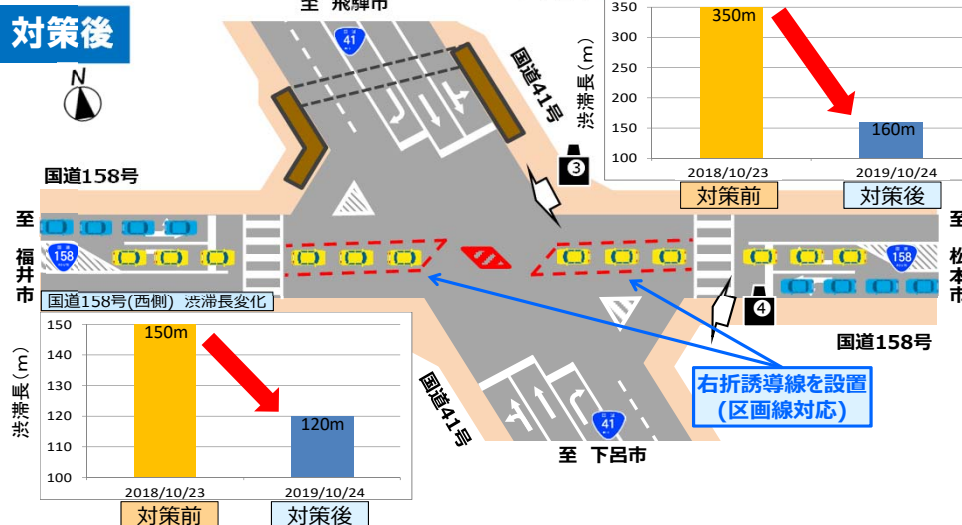 至 飛騨市
対策後
N
国道
41
国道41号
渋滞長(m)
350
300
250
200
150
100
350m
160m
2018/10/23
2019/10/24
対策前
対策後
③
国道158号
至 福井市
158
158
至 松本市
④
国道158号
国道158号(西側) 渋滞長変化
渋滞長(m)
150
140
130
120
110
100
150m
120m
2018/10/23
2019/10/24
対策前
対策後
国道41号
右折誘導線を設置
(区画線対応)
41
至 下呂市